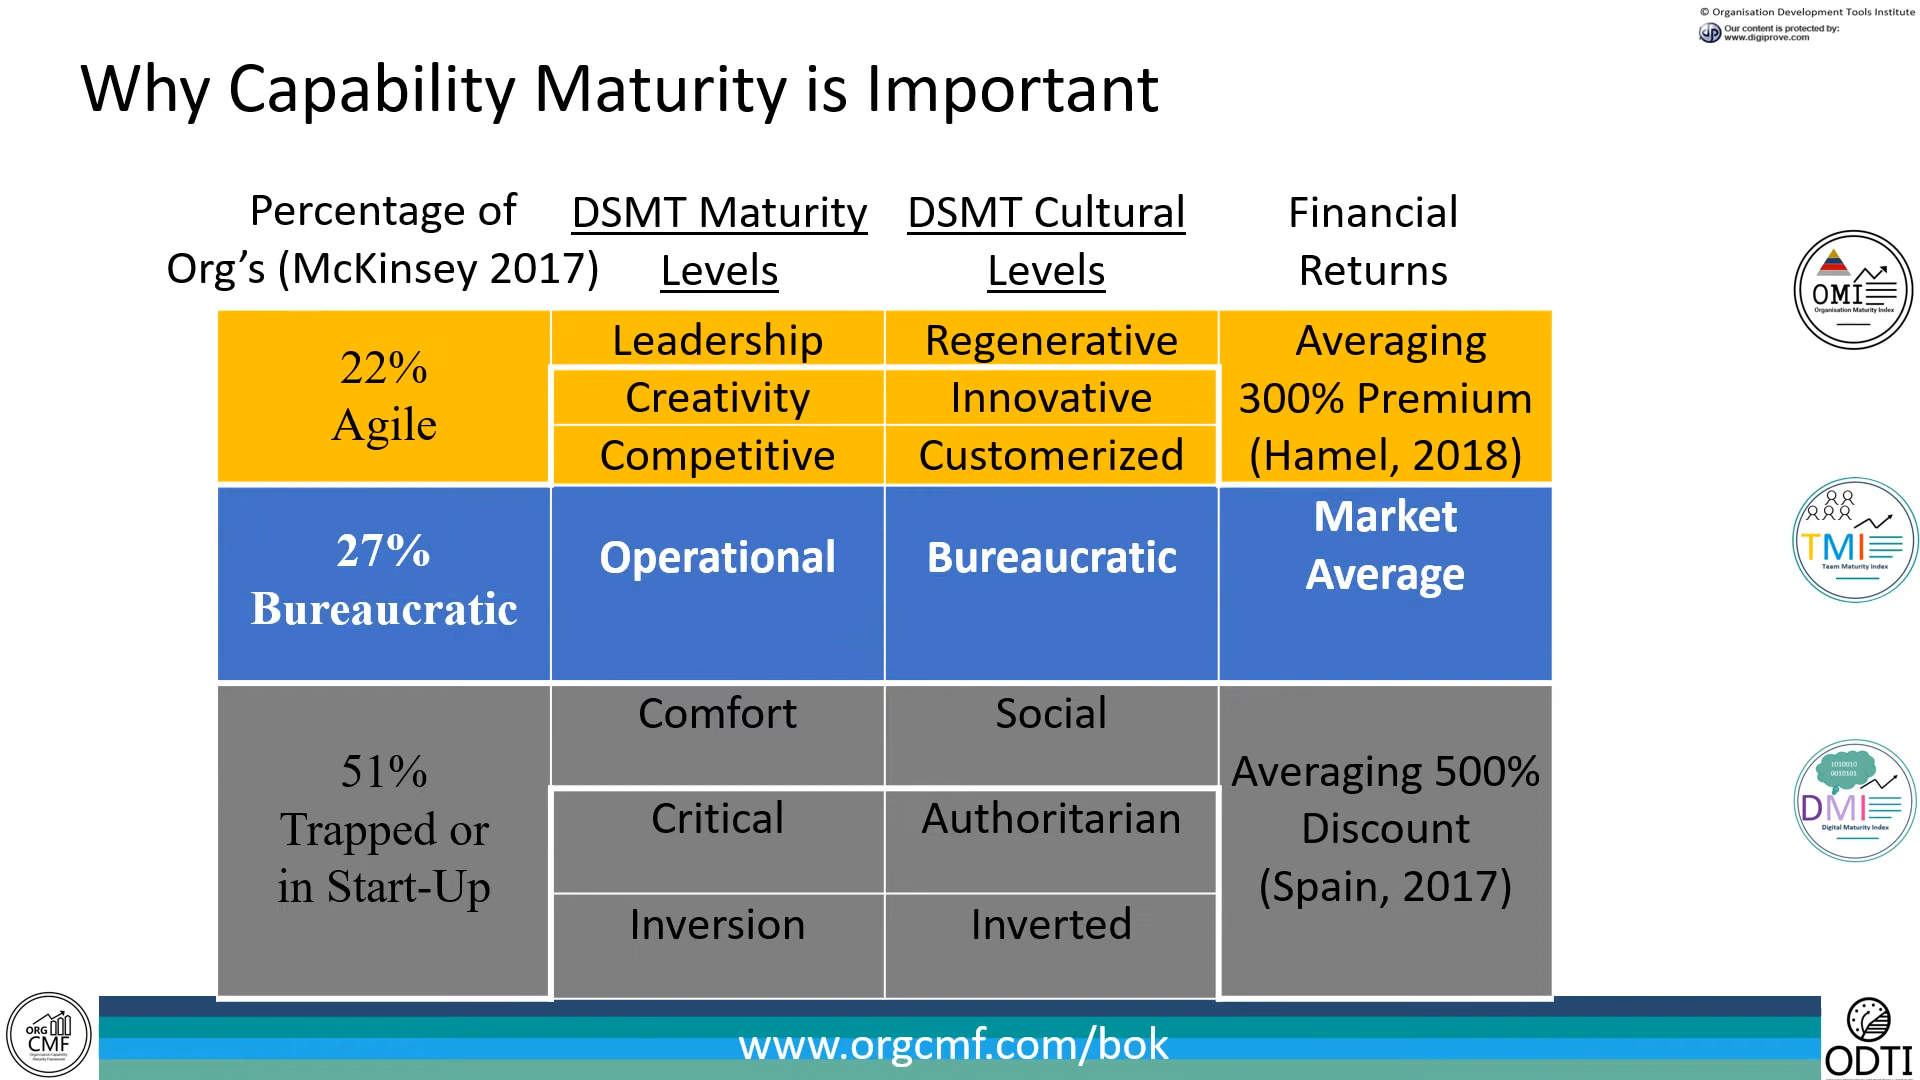 © Organisation Development Tools Institute
Our content is protected by:
www.digiprove.com
Why Capability Maturity is Important
Percentage of
Org’s (McKinsey 2017)
DSMT Maturity
Levels
DSMT Cultural
Levels
Financial
Returns
22%
Agile
Leadership
Regenerative
Creativity
Innovative
Competitive
Customerized
Averaging
300% Premium
(Hamel, 2018)
27%
Bureaucratic
Operational
Bureaucratic
Market
Average
51%
Trapped or
in Start-Up
Comfort
Social
Critical
Authoritarian
Inversion
Inverted
Averaging 500%
Discount
(Spain, 2017)
OMI
Organisation Maturity Index
TMI
Team Maturity Index
1010010
0010101
DMI
Digital Maturity Index
ORG
CMF
www.orgcmf.com/bok
ODTI